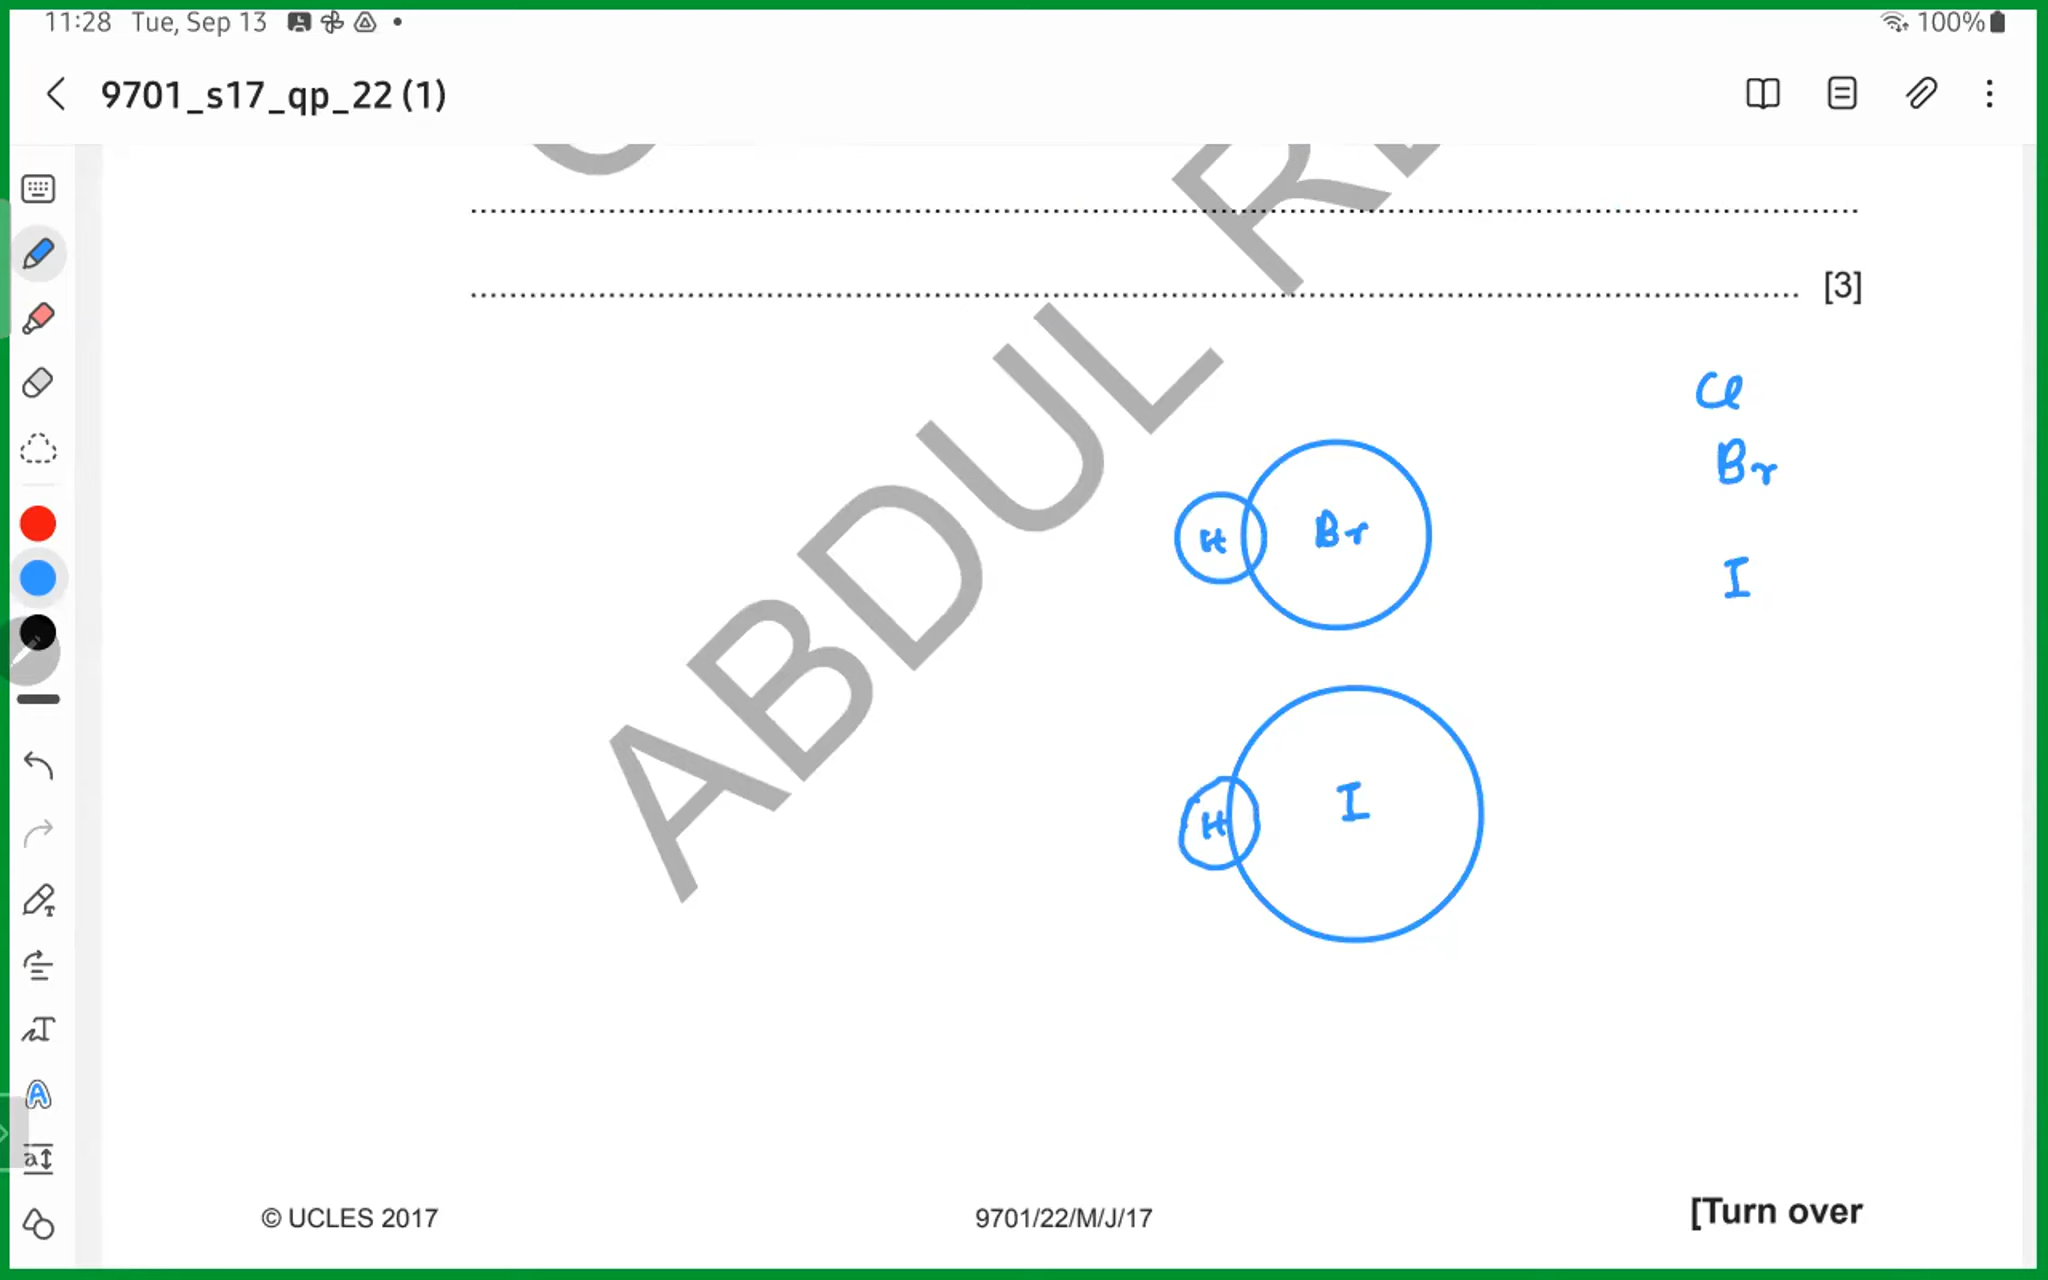 11:28 Tue, Sep 13
100%
9701_s17_qp_22 (1)
[3]
ABDUL
Cl
Br
I
H Br
H I
© UCLES 2017
9701/22/M/J/17
[Turn over